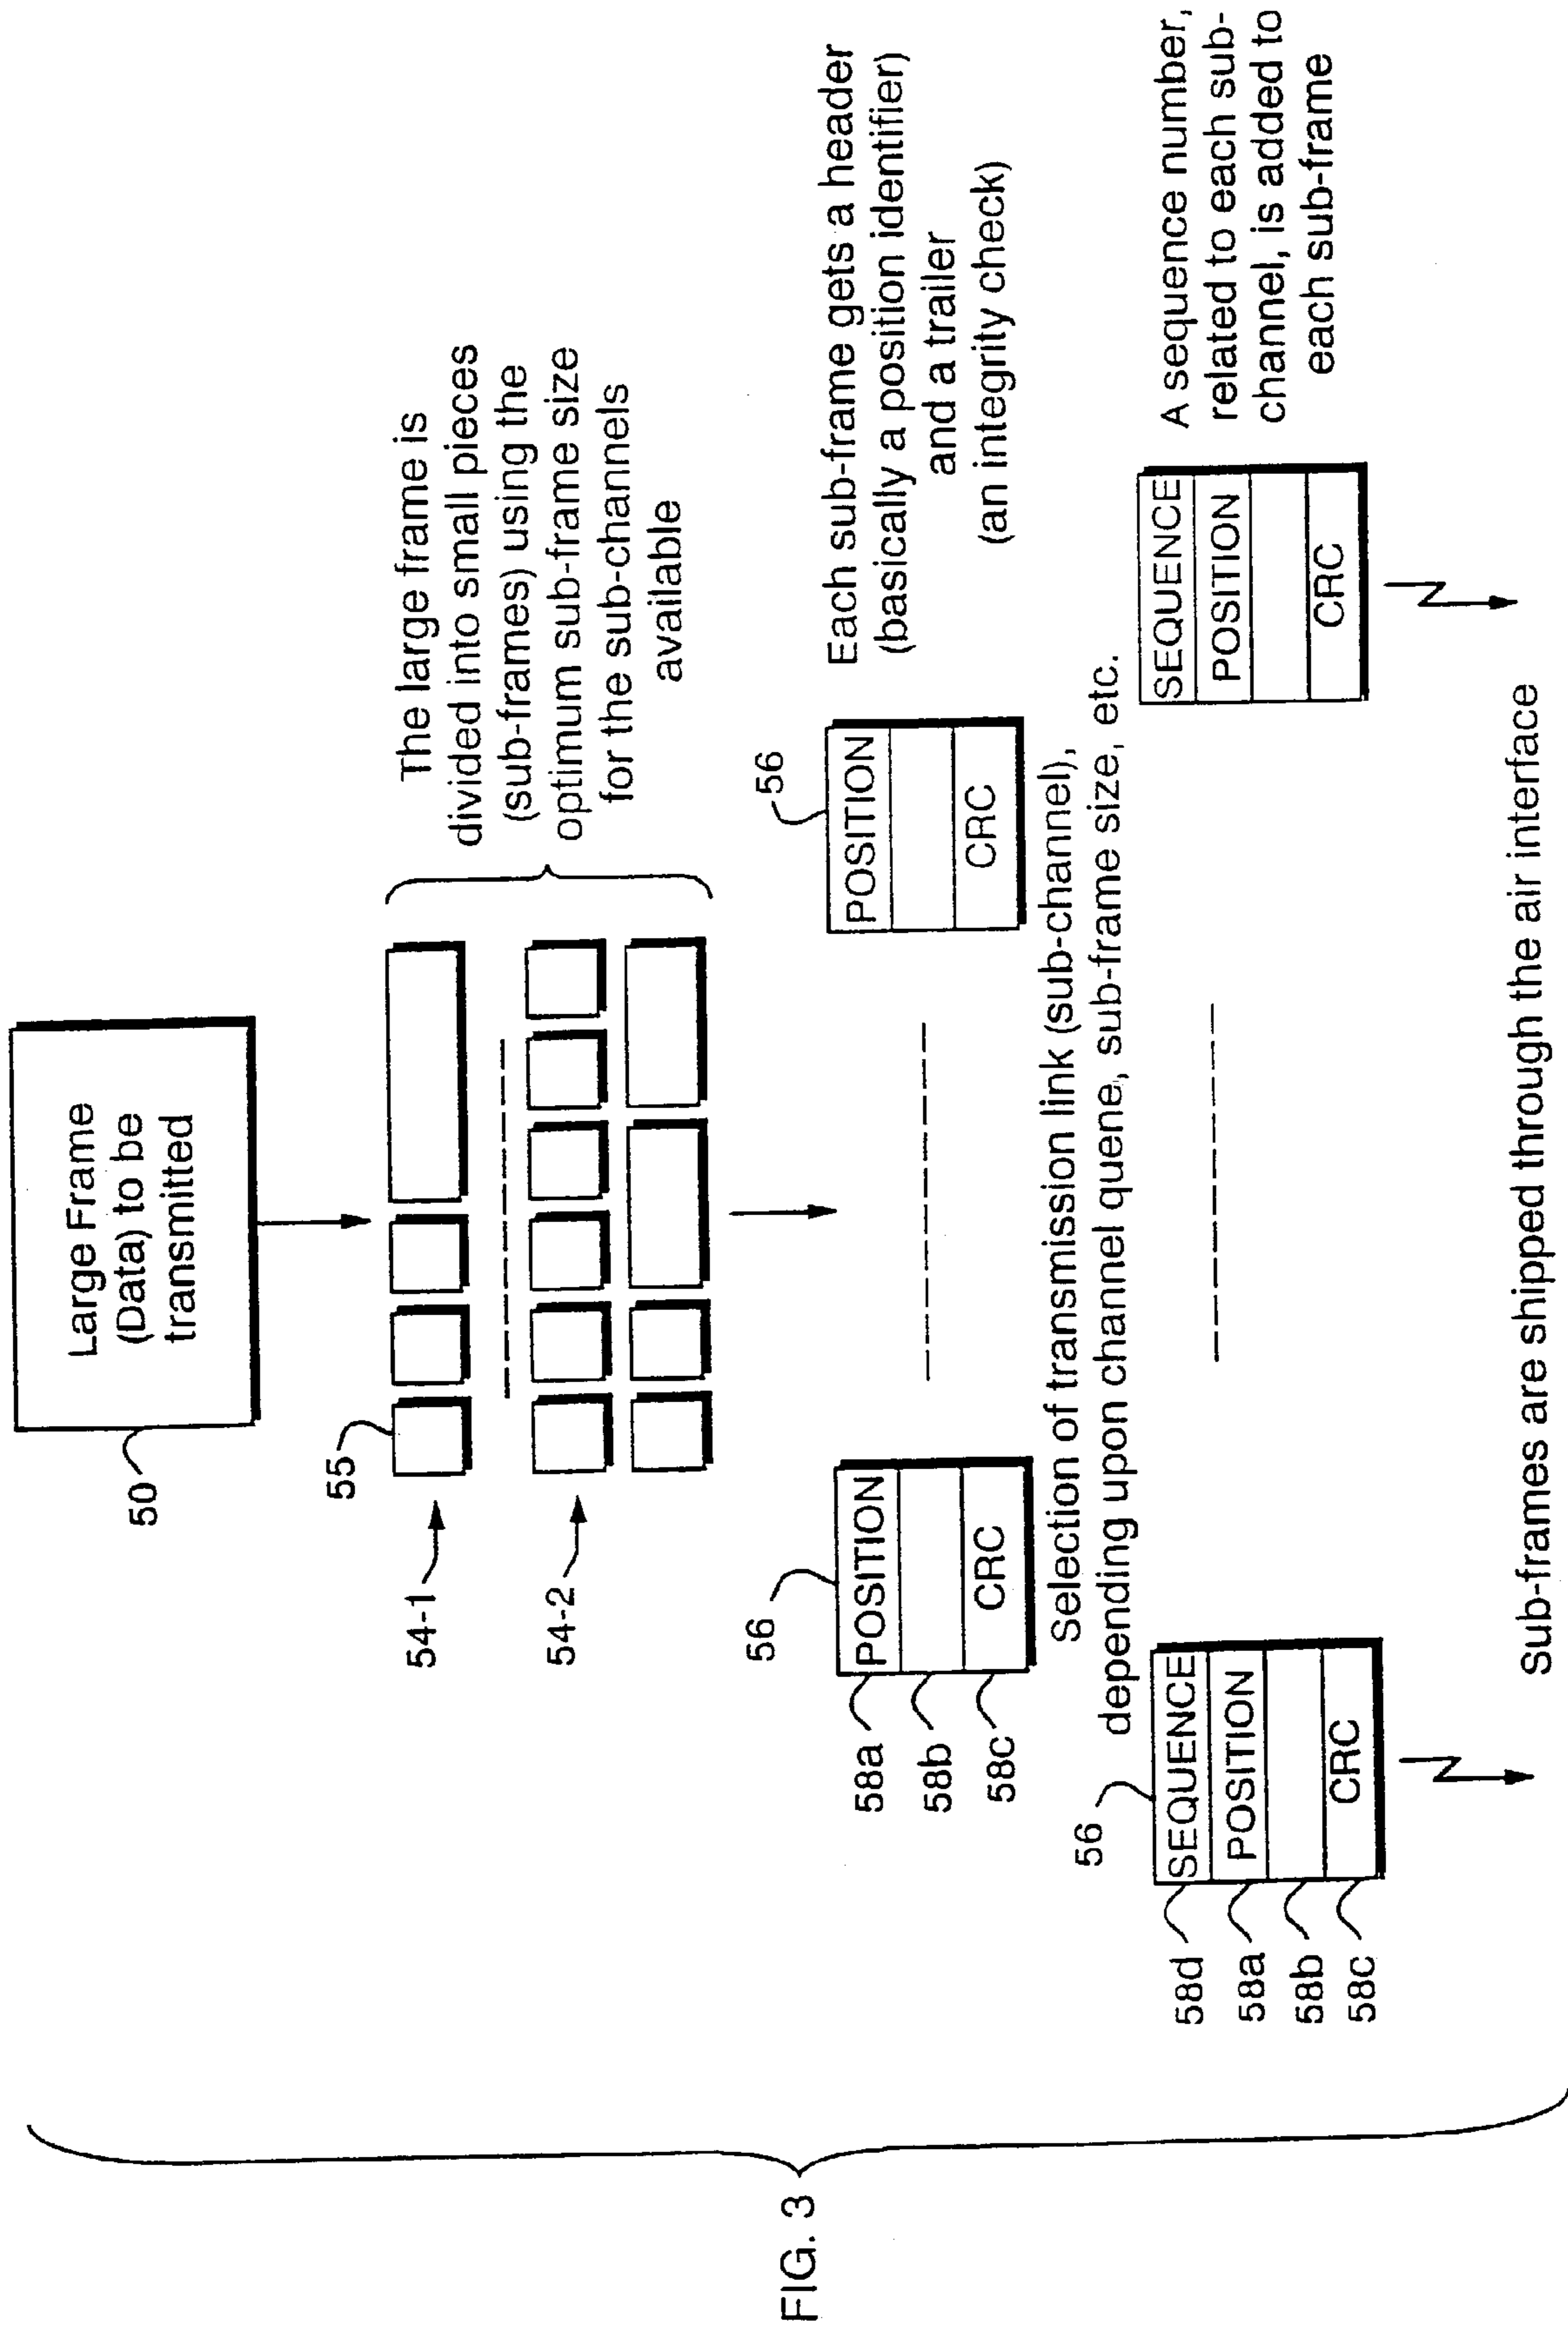 Large Frame
(Data) to be
transmitted
50
The large frame is
divided into small pieces
(sub-frames) using the
optimum sub-frame size
for the sub-channels
available
55
54-1
54-2
Each sub-frame gets a header
(basically a position identifier)
and a trailer
(an integrity check)
56
POSITION
CRC
58a
58b
58c
56
POSITION
CRC
Selection of transmission link (sub-channel),
depending upon channel quene, sub-frame size, etc.
A sequence number,
related to each sub-
channel, is added to
each sub-frame
56
SEQUENCE
POSITION
CRC
58d
58a
58b
58c
SEQUENCE
POSITION
CRC
Sub-frames are shipped through the air interface
FIG. 3